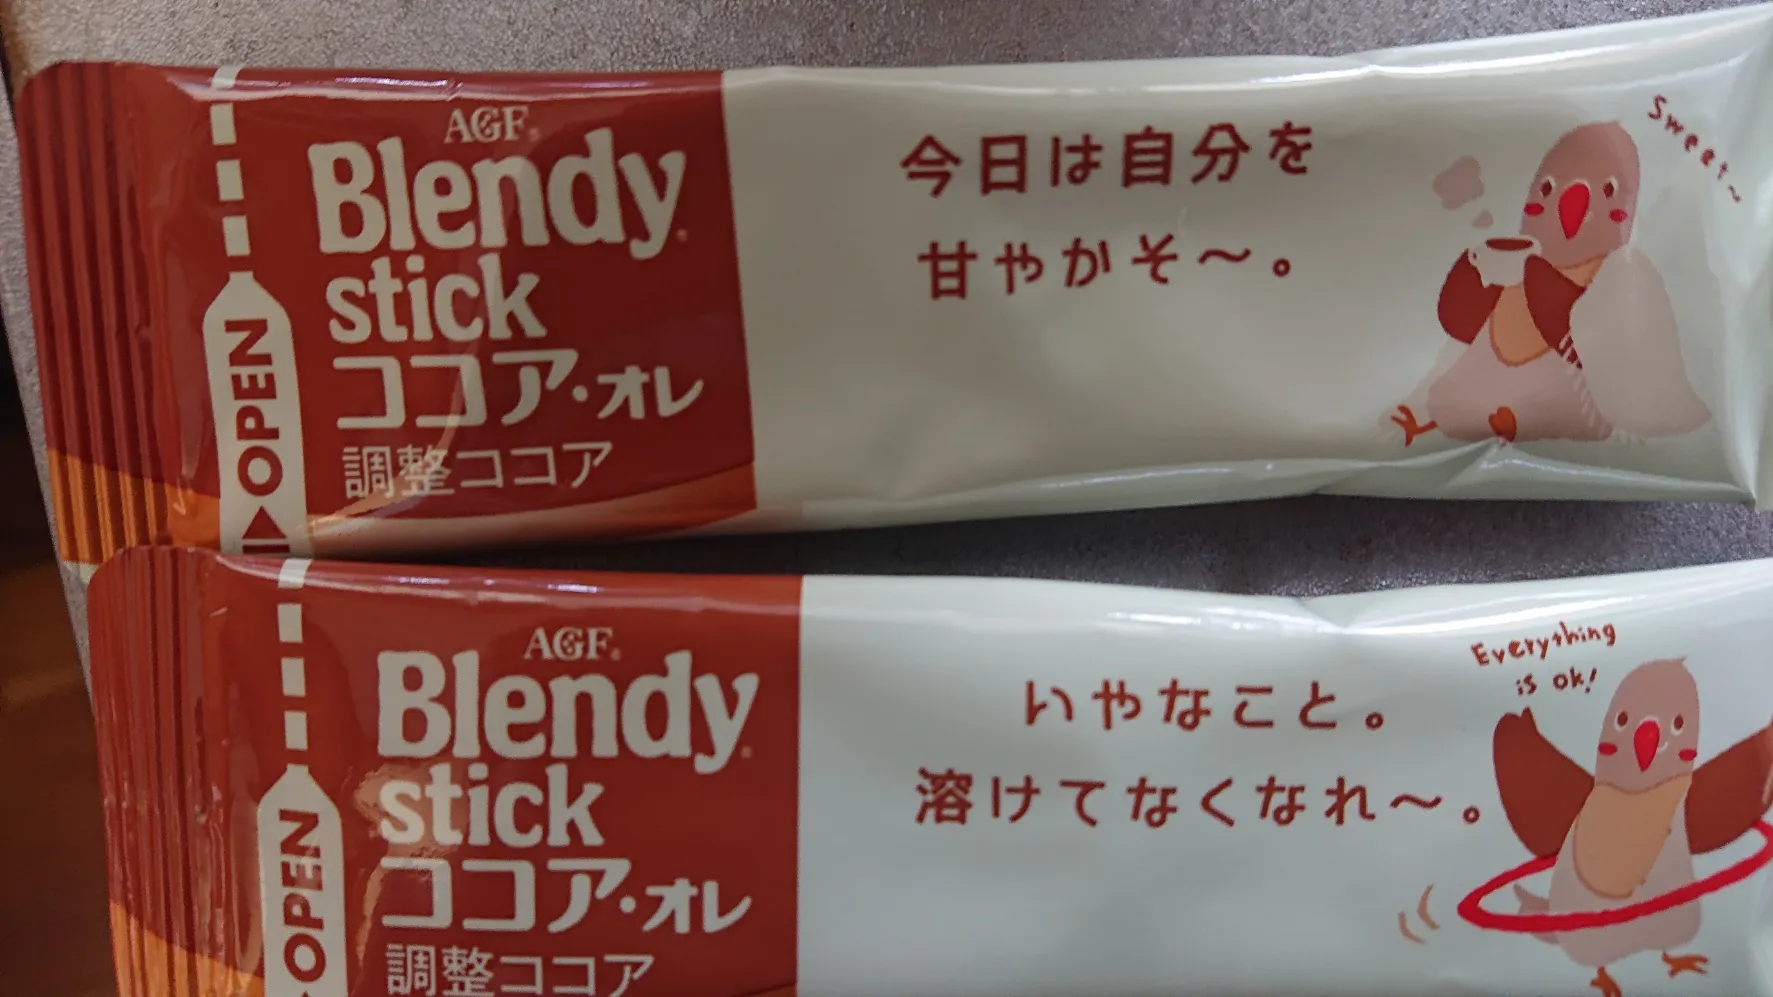 AGF®
Blendy®
stick
ココア・オレ
調整ココア
OPEN
今日は自分を
甘やかそ〜。
Sweet~
AGF®
Blendy®
stick
ココア・オレ
調整ココア
OPEN
いやなこと。
溶けてなくなれ〜。
Everything
is ok!